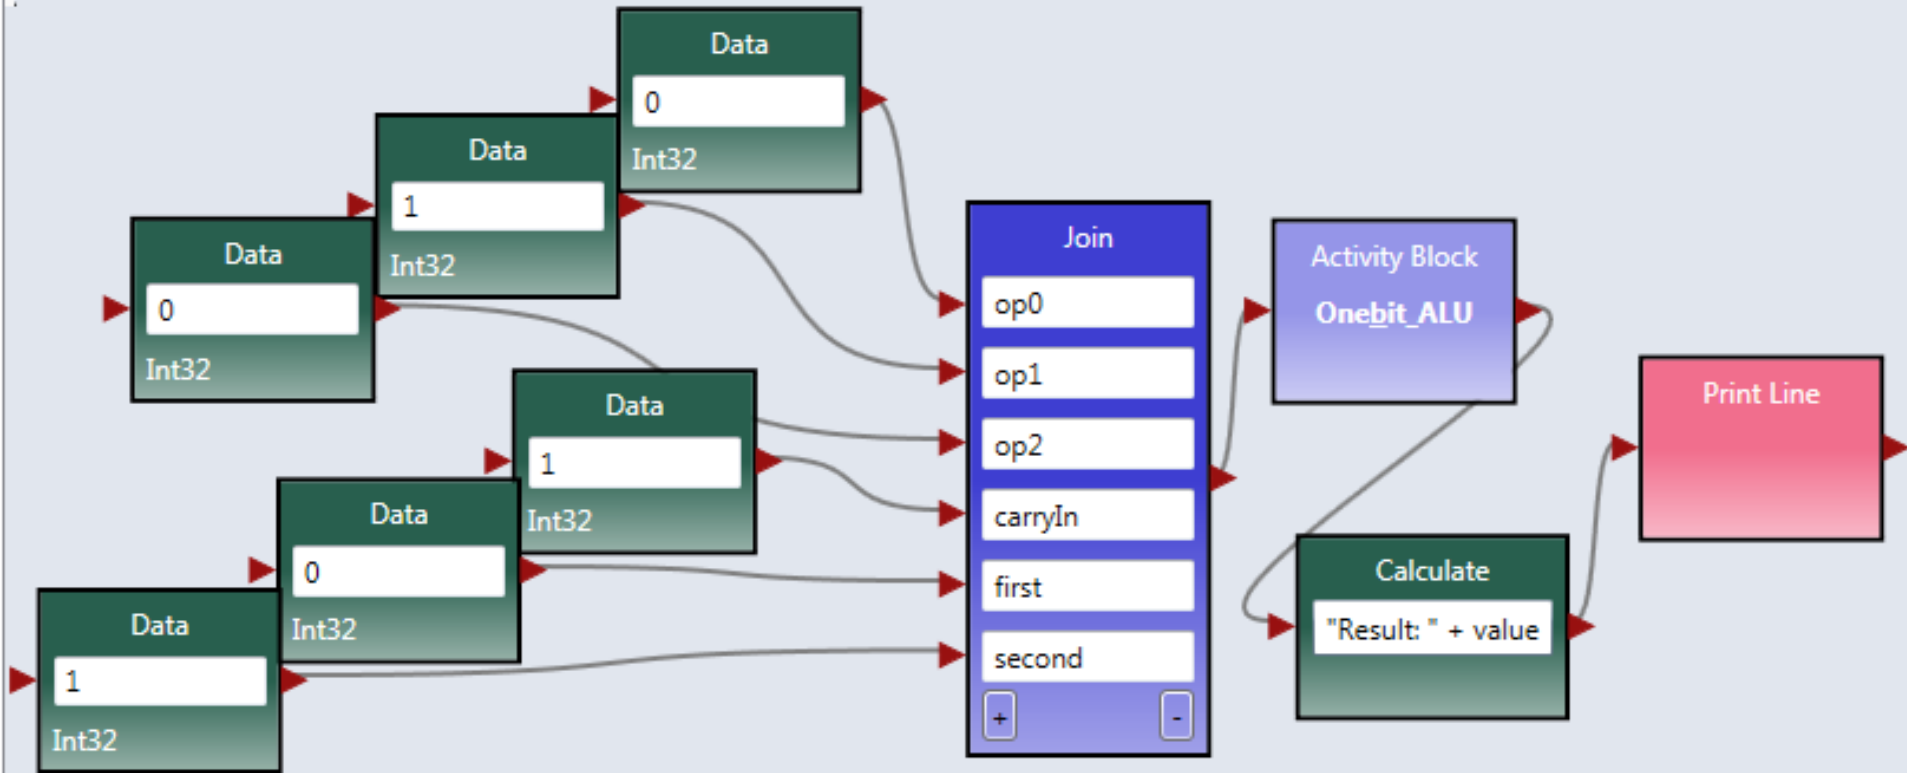 Data
0
Int32
Data
1
Int32
Data
0
Int32
Data
1
Int32
Data
0
Int32
Data
1
Int32
Join
op0
op1
op2
carryIn
first
second
+
-
Activity Block
Onebit_ALU
Calculate
"Result: " + value
Print Line